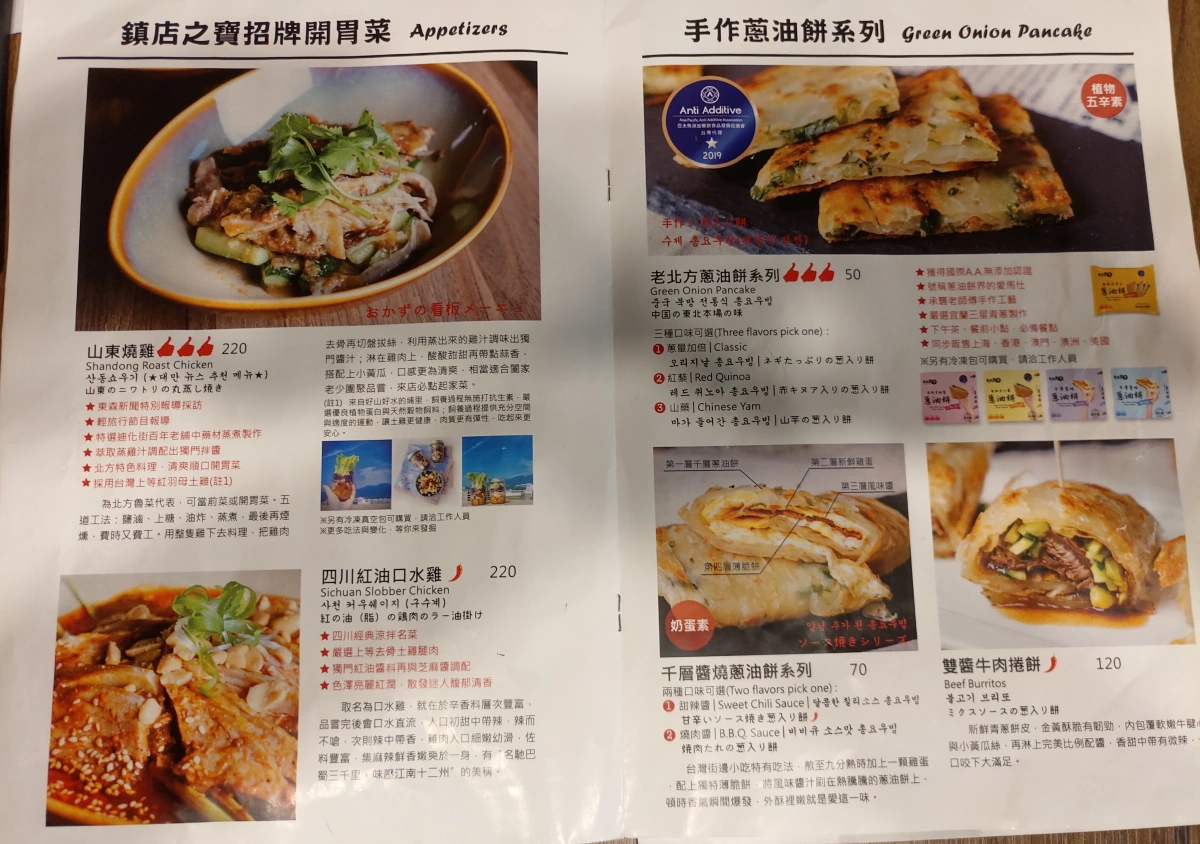 鎮店之寶招牌開胃菜 Appetizers
おかずの看板メニュー
山東燒雞 220
Shandong Roast Chicken
산동쇼우기 (★대만 뉴스 추천 메뉴★)
山東のニワトリの丸蒸し焼き
★ 東森新聞特別報導採訪
★ 輕旅行節目報導
★ 特選迪化街百年老舖中藥材蒸煮製作
★ 萃取蒸雞汁調配出獨門拌醬
★ 北方特色料理，清爽順口開胃菜
★ 採用台灣上等紅羽母土雞(註1)
為北方魯菜代表，可當前菜或開胃菜。五
道工法：鹽滷、上糖、油炸、蒸煮，最後再煙
燻，費時又費工。用整隻雞下去料理，把雞肉
去骨再切盤拔絲，利用蒸出來的雞汁調味出獨
門醬汁；淋在雞肉上，酸酸甜甜再帶點蒜香，
搭配上小黃瓜，口感更為清爽，相當適合闔家
老少團聚品嘗，來店必點起家菜。
(註1) 來自好山好水的埔里，飼養過程無施打抗生素，嚴
選優良植物蛋白與天然穀物飼料；飼養過程提供充分空間
與適度的運動，讓土雞更健康，肉質更有彈性，吃起來更
安心。
※另有冷凍真空包可購買，請洽工作人員
※更多吃法與變化，等你來發掘
四川紅油口水雞 220
Sichuan Slobber Chicken
사천 커우쉐이지 (구수계)
紅の油（脂）の鶏肉のラー油掛け
★ 四川經典涼拌名菜
★ 嚴選上等去骨土雞腿肉
★ 獨門紅油醬料再與芝麻醬調配
★ 色澤亮麗紅潤，散發迷人馥郁清香
取名為口水雞，就在於辛香料層次豐富，
品嘗完後會口水直流，入口初甜中帶辣，辣而
不嗆，次則辣中帶香，雞肉入口細嫩幼滑，佐
料豐富，集麻辣鮮香嫩爽於一身，有"名馳巴
蜀三千里，味壓江南十二州"的美稱。
手作蔥油餅系列 Green Onion Pancake
Anti Additive
Asia Pacific Anti Additive Association
台灣代理
2019
植物
五辛素
수제 총요우빙
老北方蔥油餅系列 50
Green Onion Pancake
중국 북방 전통식 총요우빙
中国の東北本場の味
三種口味可選(Three flavors pick one)：
1 蔥量加倍|Classic
오리지날 총요우빙|ネギたっぷりの葱入り餅
2 紅藜|Red Quinoa
레드 퀴노아 총요우빙|赤キヌア入りの葱入り餅
3 山藥|Chinese Yam
마가 들어간 총요우빙|山芋の葱入り餅
★ 獲得國際A.A.無添加認證
★ 號稱蔥油餅界的愛馬仕
★ 承襲老師傅手作工藝
★ 嚴選宜蘭三星青蔥製作
★ 下午茶、餐前小點，必備餐點
★ 同步販售上海、香港、澳門、澳洲、美國
※另有冷凍包可購買，請洽工作人員
蔥油餅
蔥油餅
蔥油餅
蔥油餅
蔥油餅
第一層千層蔥油餅
第二層新鮮雞蛋
第三層風味醬
第四層薄脆餅
奶蛋素
양념 추가 된 총요우빙
ソース焼きシリーズ
千層醬燒蔥油餅系列 70
兩種口味可選(Two flavors pick one)：
1 甜辣醬|Sweet Chili Sauce|달콤한 칠리소스 총요우빙
甘辛いソース焼き葱入り餅
2 燒肉醬|B.B.Q. Sauce|비비큐 소스맛 총요우빙
焼肉たれの葱入り餅
台灣街邊小吃特有吃法，煎至九分熟時加上一顆雞蛋
，配上獨特薄脆餅，將風味醬汁刷在熱騰騰的蔥油餅上，
頓時香氣瞬間爆發，外酥裡嫩就是愛這一味。
雙醬牛肉捲餅 120
Beef Burritos
불고기 브리또
ミクスソースの葱入り餅
新鮮青蔥餅皮，金黃酥脆有韌勁，內包覆軟嫩牛腱
與小黃瓜絲，再淋上完美比例配醬，香甜中帶有微辣，
口咬下大滿足。